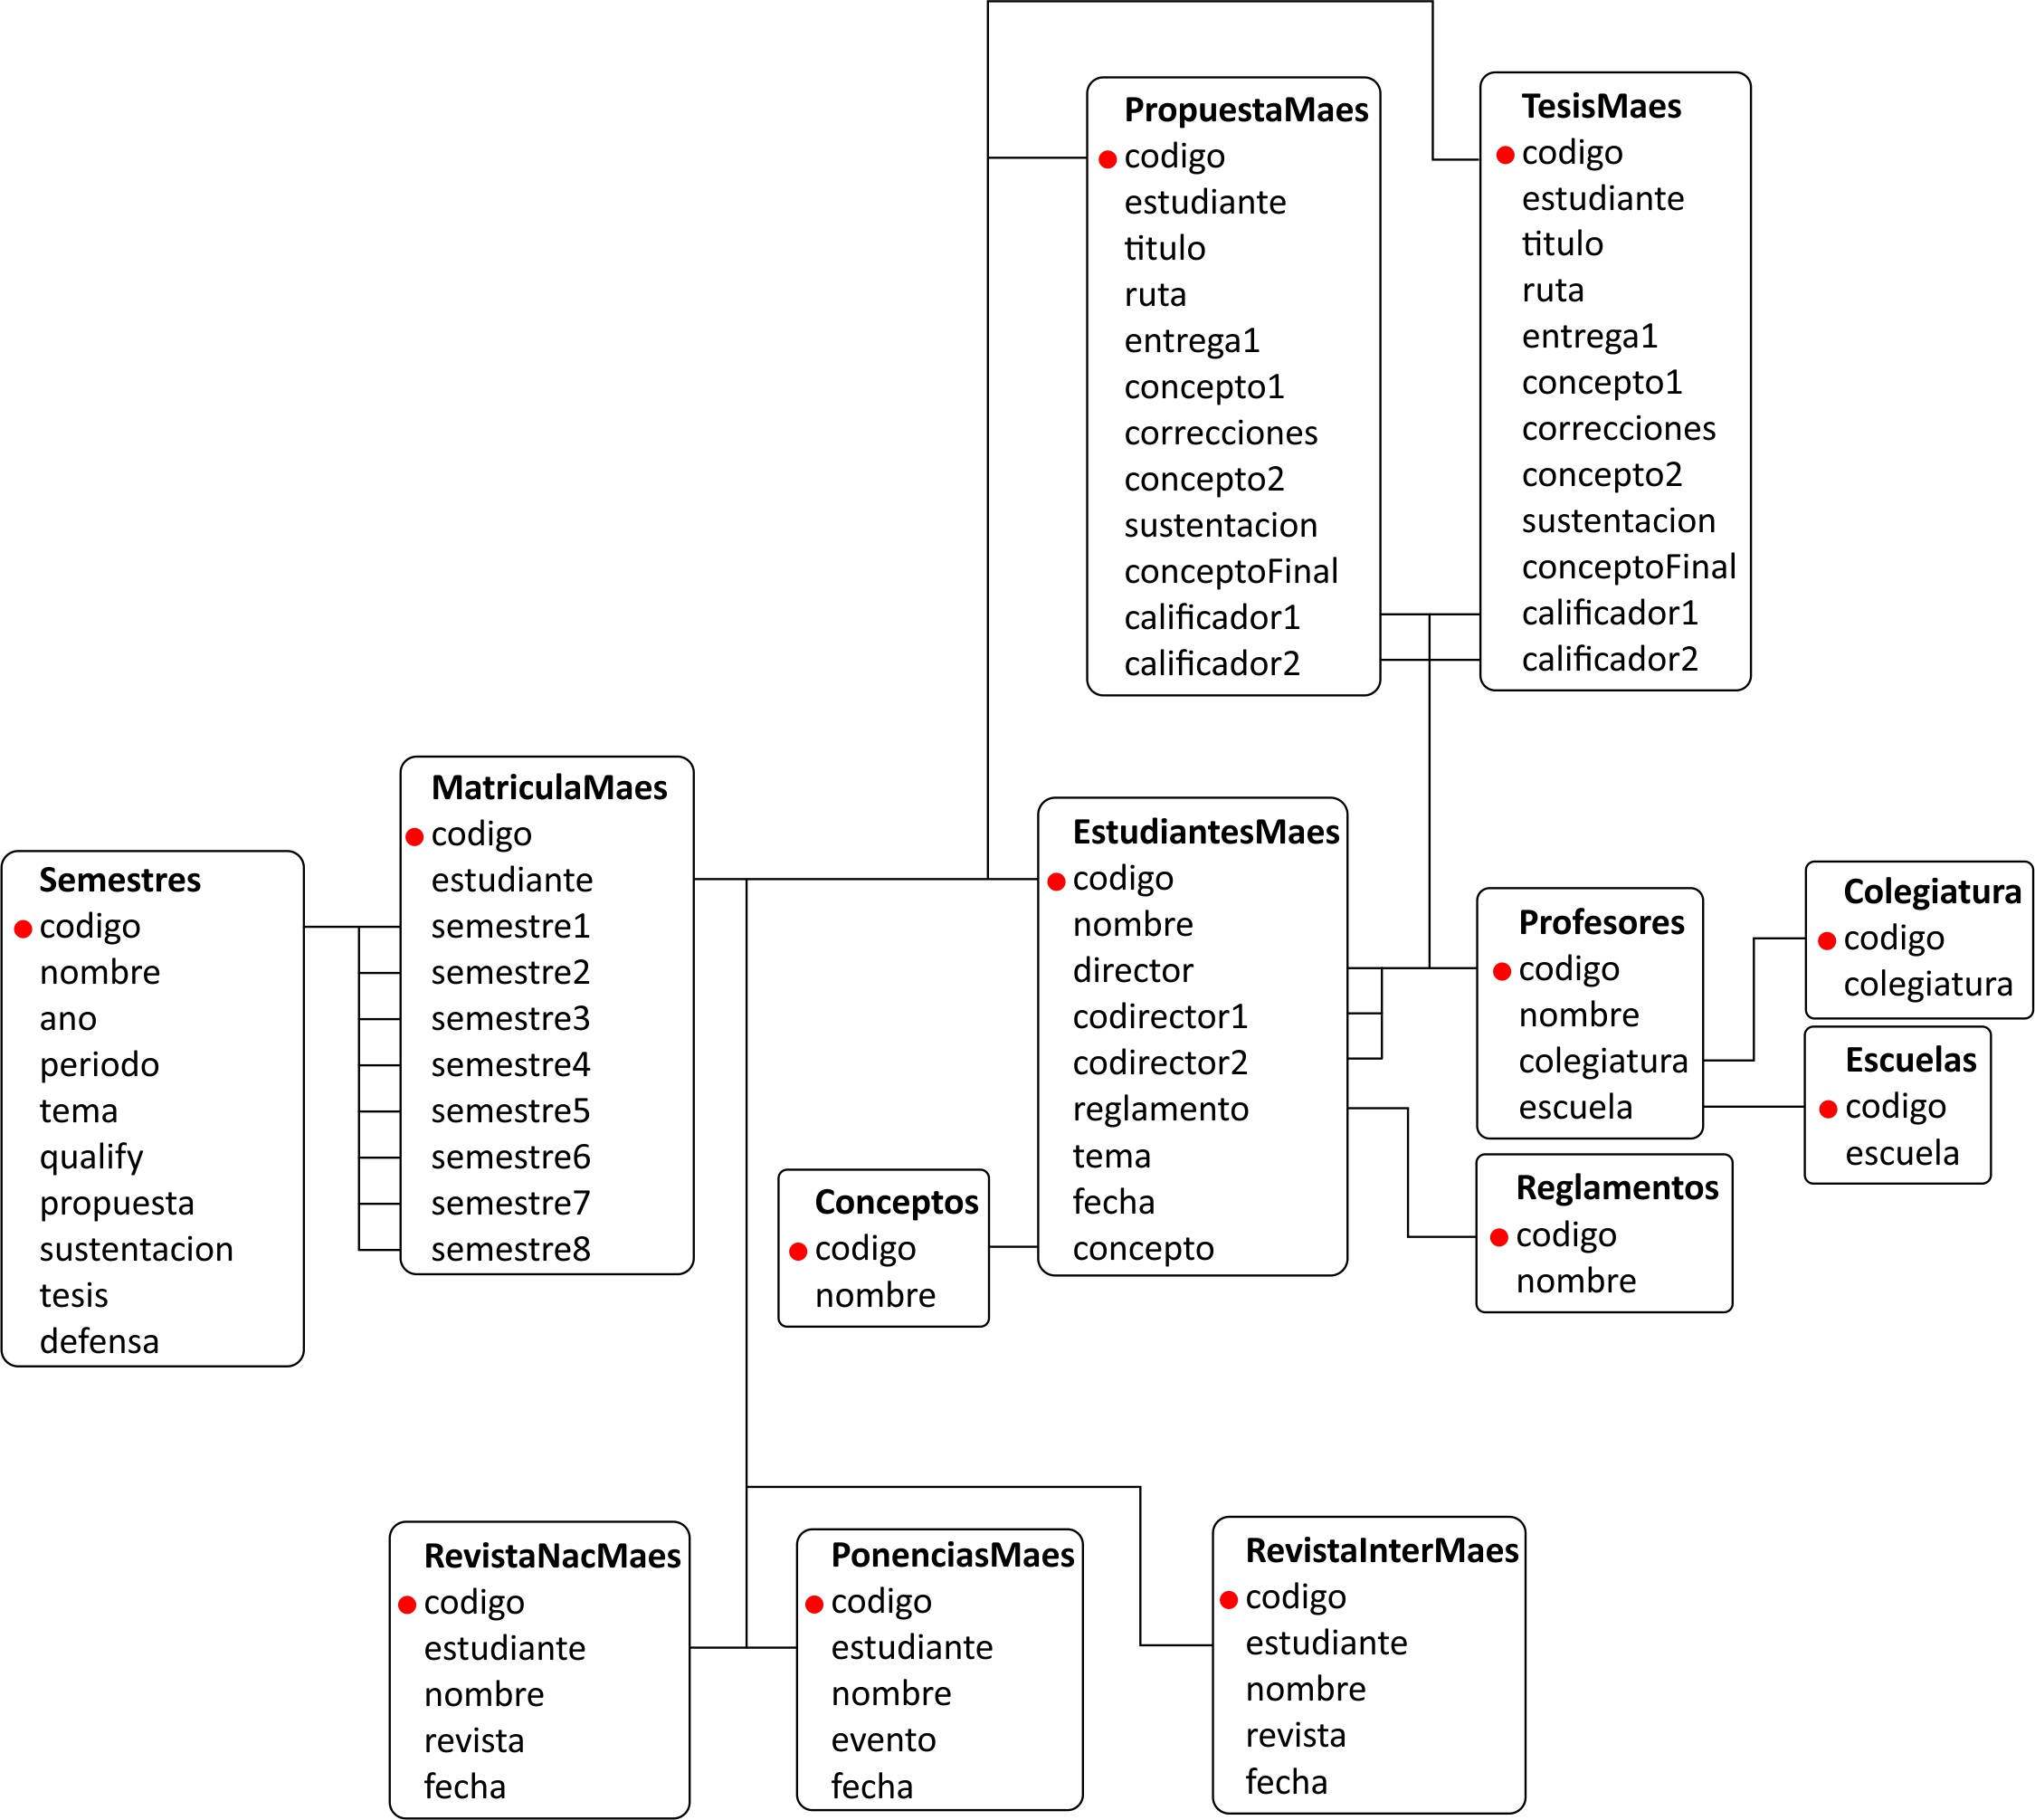 PropuestaMaes
codigo
estudiante
titulo
ruta
entrega1
concepto1
correcciones
concepto2
sustentacion
conceptoFinal
calificador1
calificador2
TesisMaes
codigo
estudiante
titulo
ruta
entrega1
concepto1
correcciones
concepto2
sustentacion
conceptoFinal
calificador1
calificador2
Semestres
codigo
nombre
ano
periodo
tema
qualify
propuesta
sustentacion
tesis
defensa
MatriculaMaes
codigo
estudiante
semestre1
semestre2
semestre3
semestre4
semestre5
semestre6
semestre7
semestre8
Conceptos
codigo
nombre
EstudiantesMaes
codigo
nombre
director
codirector1
codirector2
reglamento
tema
fecha
concepto
Profesores
codigo
nombre
colegiatura
escuela
Colegiatura
codigo
colegiatura
Escuelas
codigo
escuela
Reglamentos
codigo
nombre
RevistaNacMaes
codigo
estudiante
nombre
revista
fecha
PonenciasMaes
codigo
estudiante
nombre
evento
fecha
RevistaInterMaes
codigo
estudiante
nombre
revista
fecha